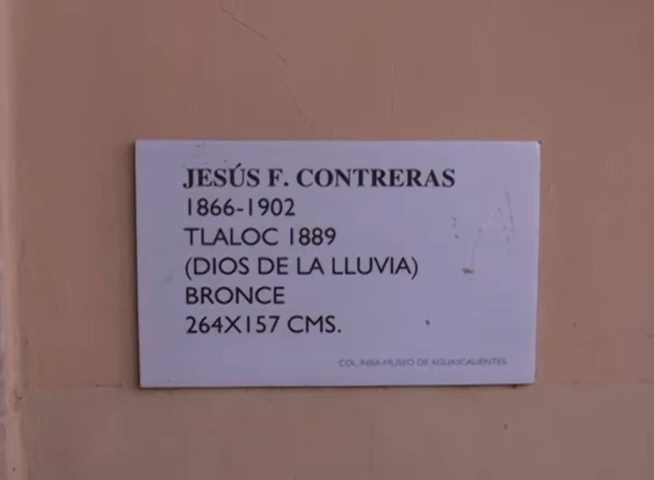 JESÚS F. CONTRERAS
1866-1902
TLALOC 1889
(DIOS DE LA LLUVIA)
BRONCE
264X157 CMS.
COL. INBA-MUSEO DE AGUASCALIENTES